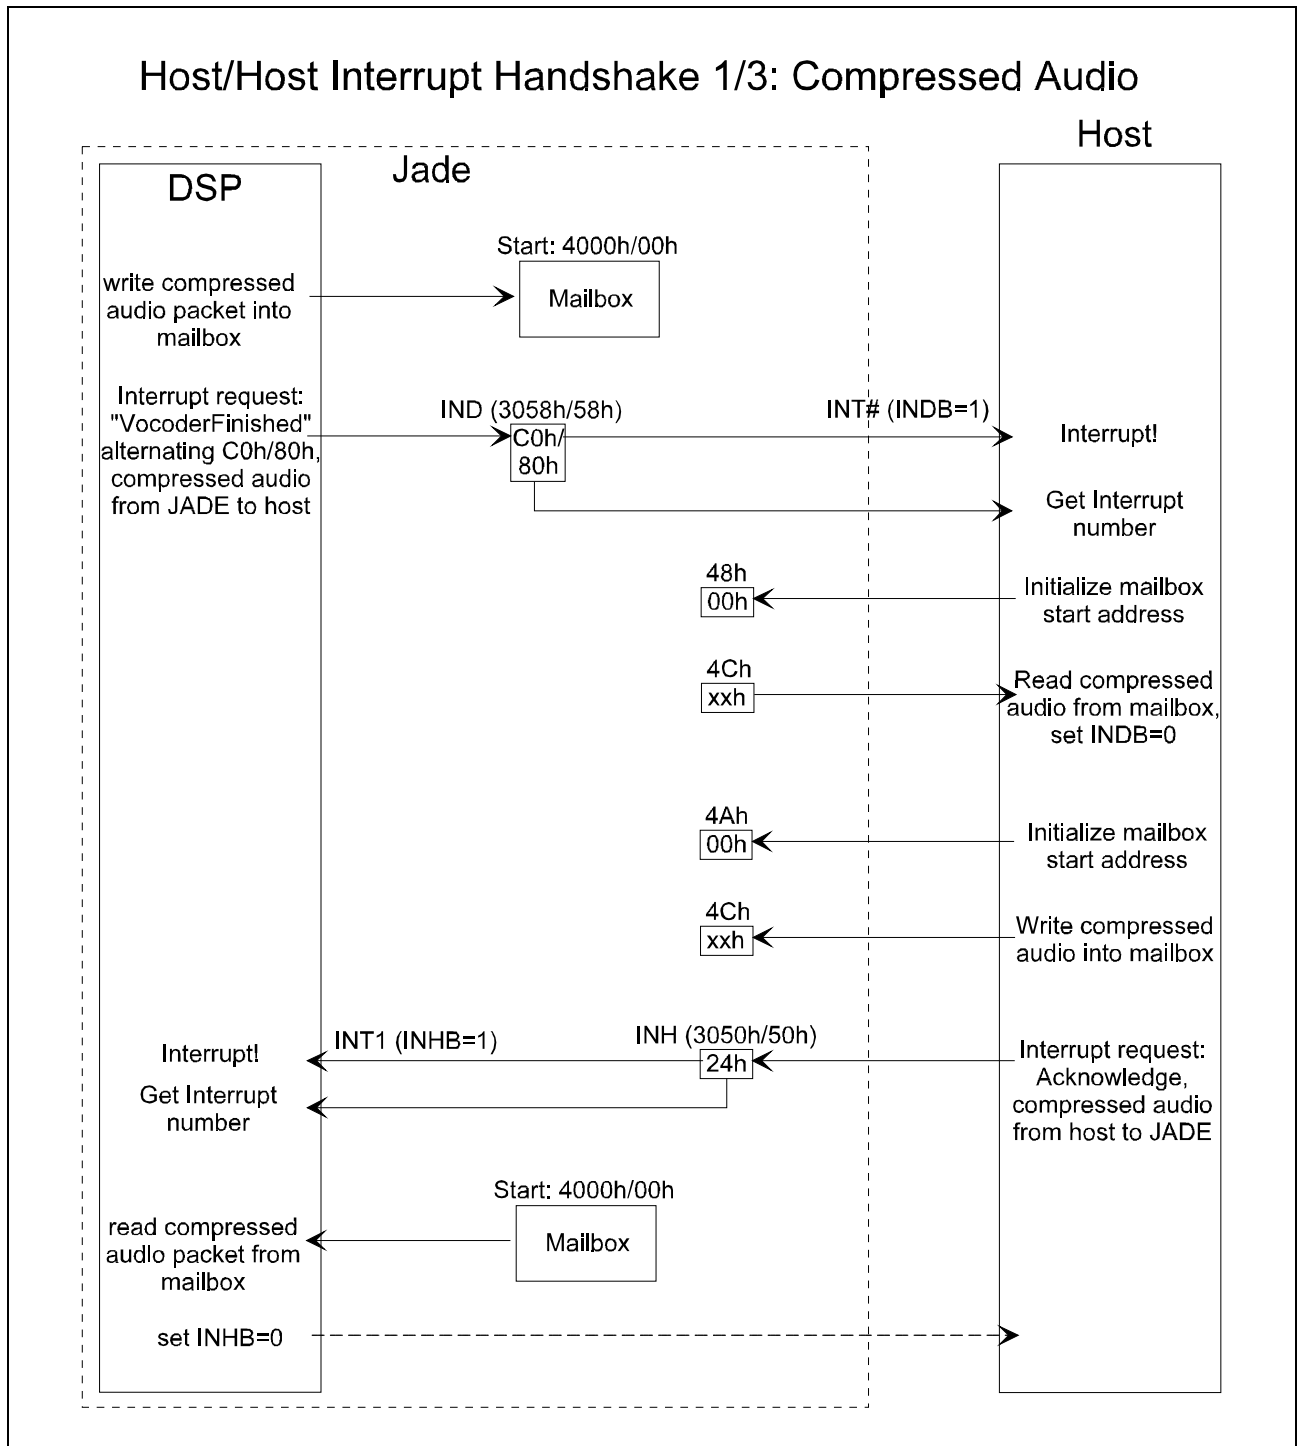 Host/Host Interrupt Handshake 1/3: Compressed Audio
Host
Jade
DSP
Start: 4000h/00h
write compressed
audio packet into
mailbox
Mailbox
Interrupt request:
"VocoderFinished"
alternating C0h/80h,
compressed audio
from JADE to host
IND (3058h/58h)
C0h/
80h
INT# (INDB=1)
Interrupt!
Get Interrupt
number
48h
00h
Initialize mailbox
start address
4Ch
xxh
Read compressed
audio from mailbox,
set INDB=0
4Ah
00h
Initialize mailbox
start address
4Ch
xxh
Write compressed
audio into mailbox
Interrupt!
INT1 (INHB=1)
INH (3050h/50h)
24h
Interrupt request:
Acknowledge,
compressed audio
from host to JADE
Get Interrupt
number
Start: 4000h/00h
read compressed
audio packet from
mailbox
Mailbox
set INHB=0